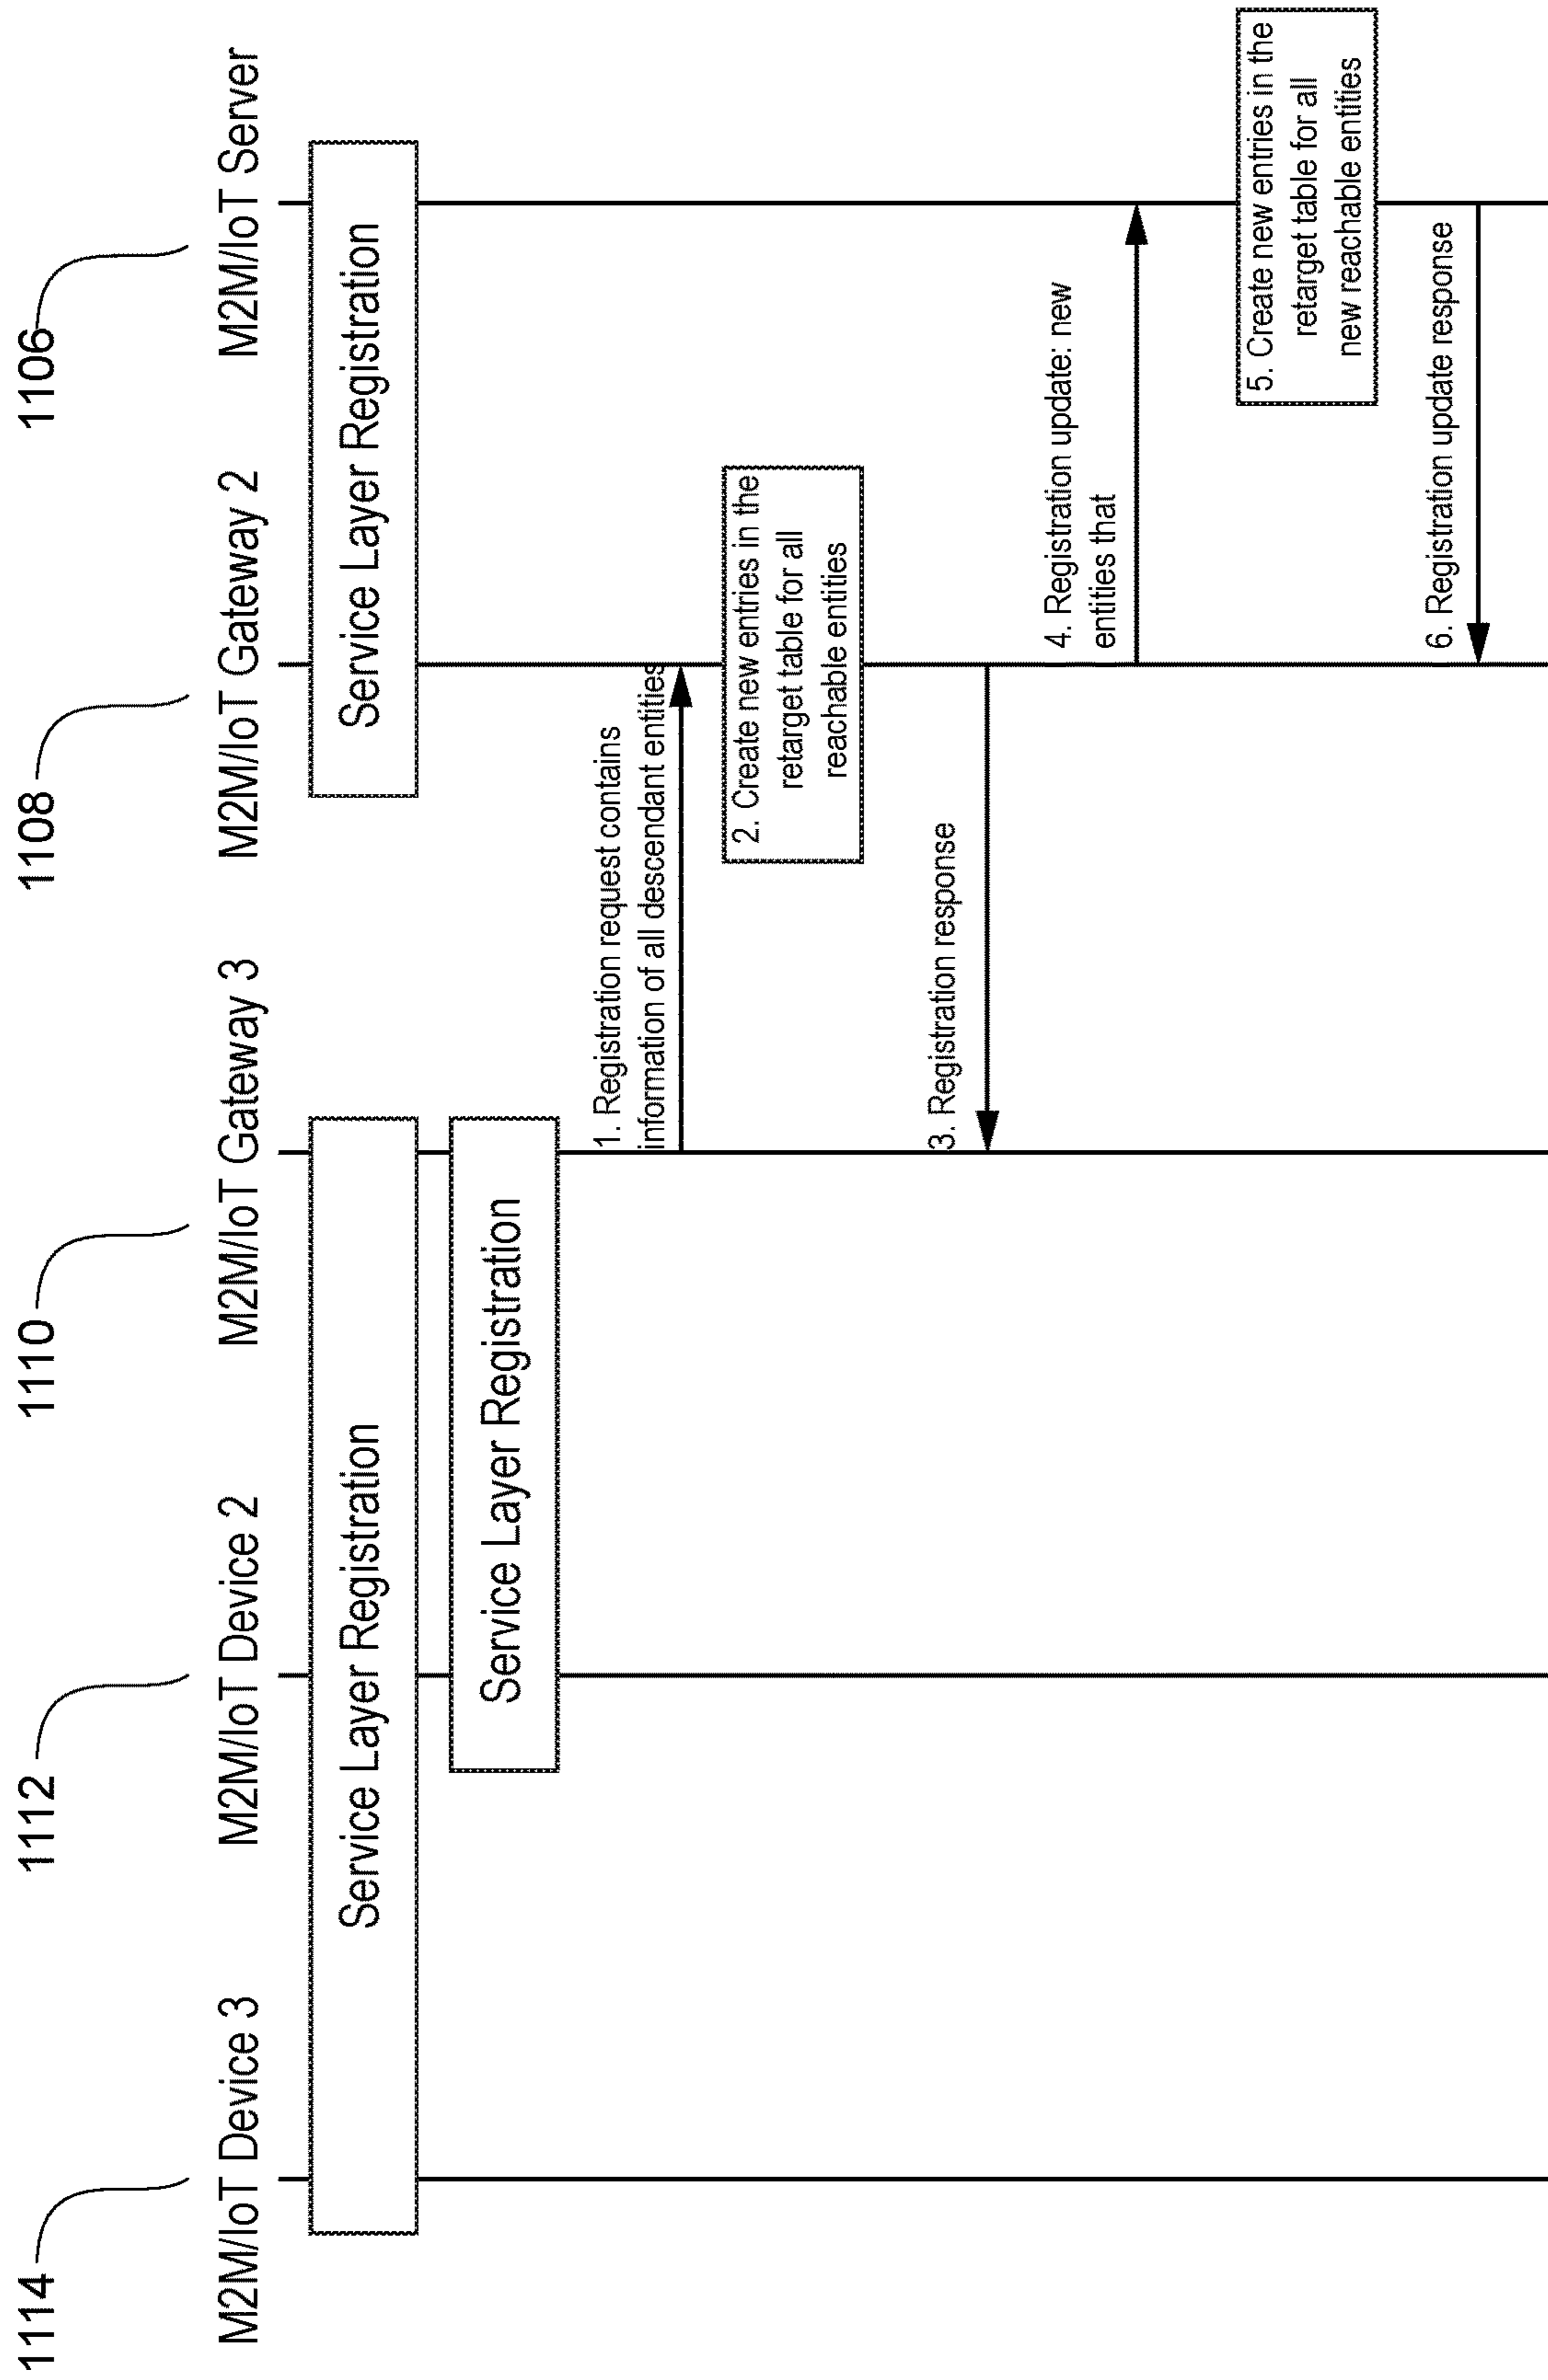 1114
1112
1110
1108
1106
M2M/IoT Device 3
M2M/IoT Device 2
M2M/IoT Gateway 3
M2M/IoT Gateway 2
M2M/IoT Server
Service Layer Registration
Service Layer Registration
Service Layer Registration
1. Registration request contains
information of all descendant entities
2. Create new entries in the
retarget table for all
reachable entities
3. Registration response
4. Registration update: new
entities that
5. Create new entries in the
retarget table for all
new reachable entities
6. Registration update response